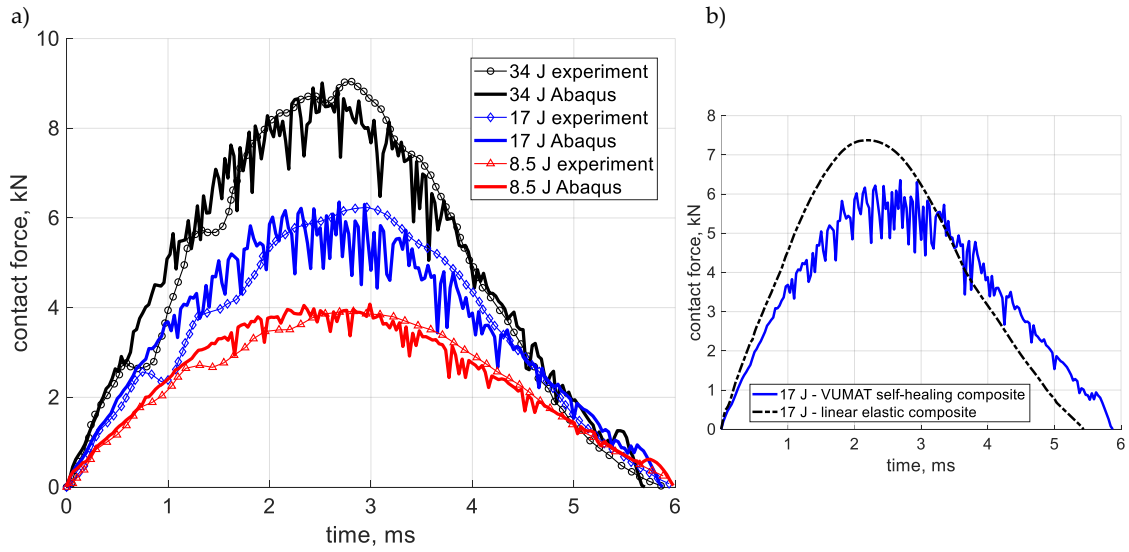 a)
10
8
6
4
2
0
0
1
2
3
4
5
6
contact force, kN
time, ms
34 J experiment
34 J Abaqus
17 J experiment
17 J Abaqus
8.5 J experiment
8.5 J Abaqus
b)
8
7
6
5
4
3
2
1
0
1
2
3
4
5
6
contact force, kN
time, ms
17 J - VUMAT self-healing composite
17 J - linear elastic composite